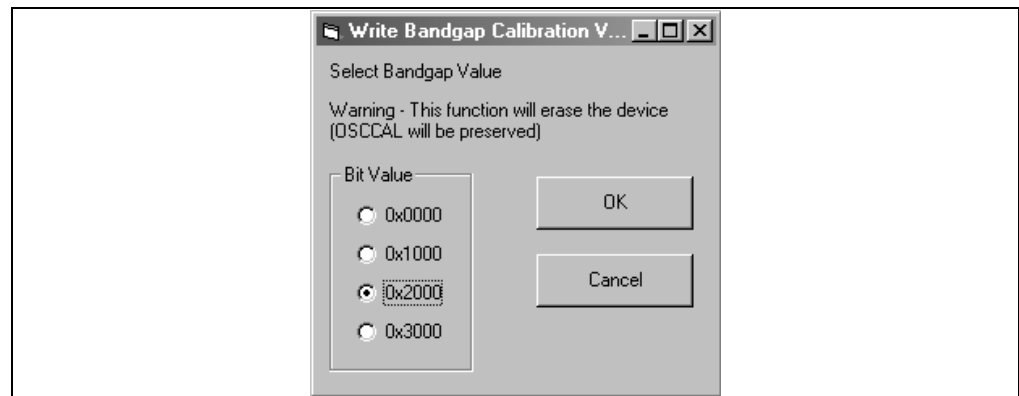 Write Bandgap Calibration V...
Select Bandgap Value
Warning - This function will erase the device
(OSCCAL will be preserved)
Bit Value
0x0000
0x1000
0x2000
0x3000
OK
Cancel